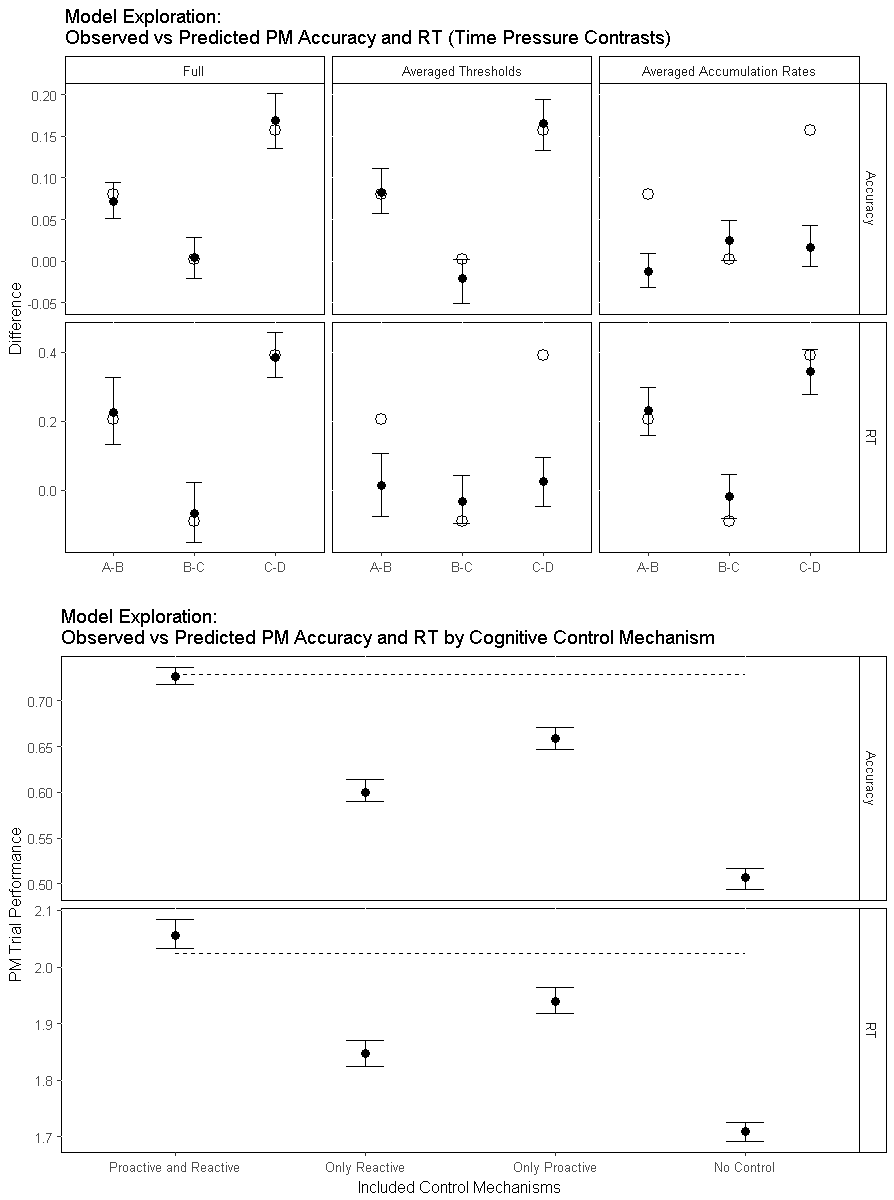 Model Exploration:
Observed vs Predicted PM Accuracy and RT (Time Pressure Contrasts)
Full
Averaged Thresholds
Averaged Accumulation Rates
0.20
0.15
0.10
0.05
0.00
-0.05
Accuracy
Difference
0.4
0.2
0.0
RT
A-B
B-C
C-D
A-B
B-C
C-D
A-B
B-C
C-D
Model Exploration:
Observed vs Predicted PM Accuracy and RT by Cognitive Control Mechanism
0.70
0.65
0.60
0.55
0.50
Accuracy
PM Trial Performance
2.1
2.0
1.9
1.8
1.7
RT
Proactive and Reactive
Only Reactive
Only Proactive
No Control
Included Control Mechanisms